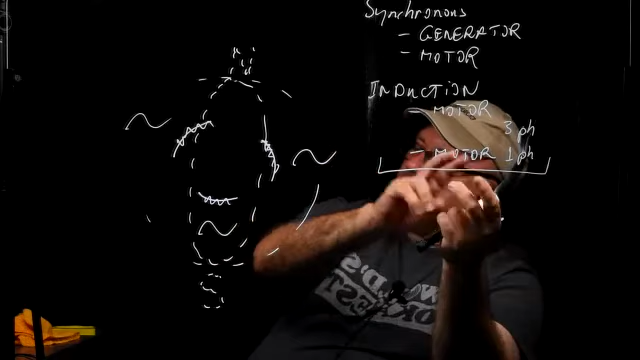 Synchronous
- GENERATOR
- MOTOR
INDUCTION
- MOTOR
3 ph
- MOTOR 1 ph